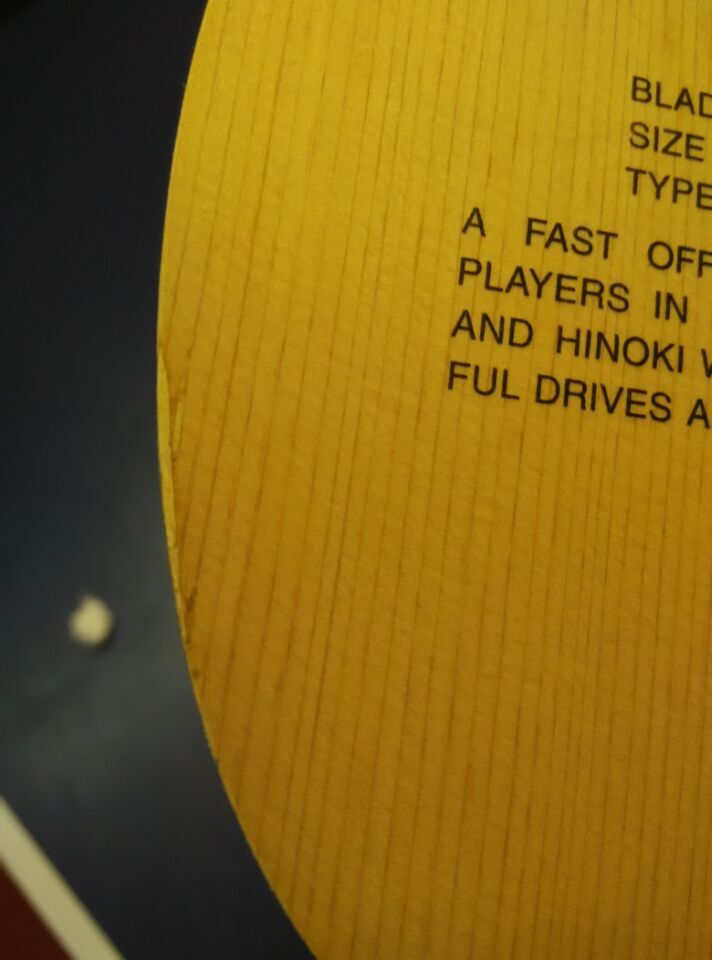 BLAD
SIZE
TYPE
A FAST OFF
PLAYERS IN
AND HINOKI
FUL DRIVES A